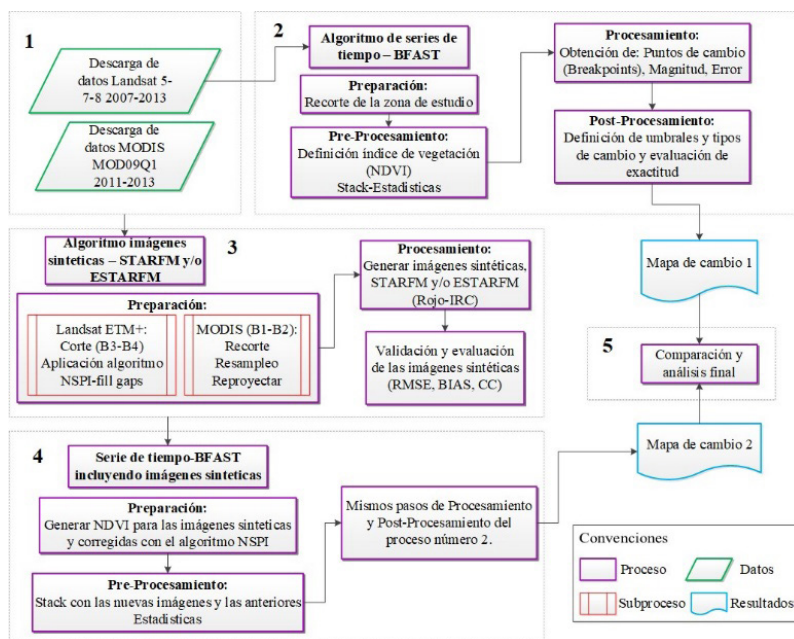 1
Descarga de
datos Landsat 5-
7-8 2007-2013
Descarga de
datos MODIS
MOD09Q1
2011-2013
2
Algoritmo de series de
tiempo – BFAST
Preparación:
Recorte de la zona de estudio
Pre-Procesamiento:
Definición índice de vegetación
(NDVI)
Stack-Estadisticas
Procesamiento:
Obtención de: Puntos de cambio
(Breakpoints), Magnitud, Error
Post-Procesamiento:
Definición de umbrales y tipos
de cambio y evaluación de
exactitud
3
Algoritmo imágenes
sinteticas – STARFM y/o
ESTARFM
Preparación:
Landsat ETM+:
Corte (B3-B4)
Aplicación algoritmo
NSPI-fill gaps
MODIS (B1-B2):
Recorte
Resampleo
Reproyectar
Procesamiento:
Generar imágenes sintéticas,
STARFM y/o ESTARFM
(Rojo-IRC)
Validación y evaluación
de las imágenes sintéticas
(RMSE, BIAS, CC)
Mapa de cambio 1
5
Comparación y
análisis final
4
Serie de tiempo-BFAST
incluyendo imágenes sinteticas
Preparación:
Generar NDVI para las imágenes sinteticas
y corregidas con el algoritmo NSPI
Pre-Procesamiento:
Stack con las nuevas imágenes y las anteriores
Estadísticas
Mismos pasos de Procesamiento
y Post-Procesamiento del
proceso número 2.
Mapa de cambio 2
Convenciones
Proceso
Datos
Subproceso
Resultados